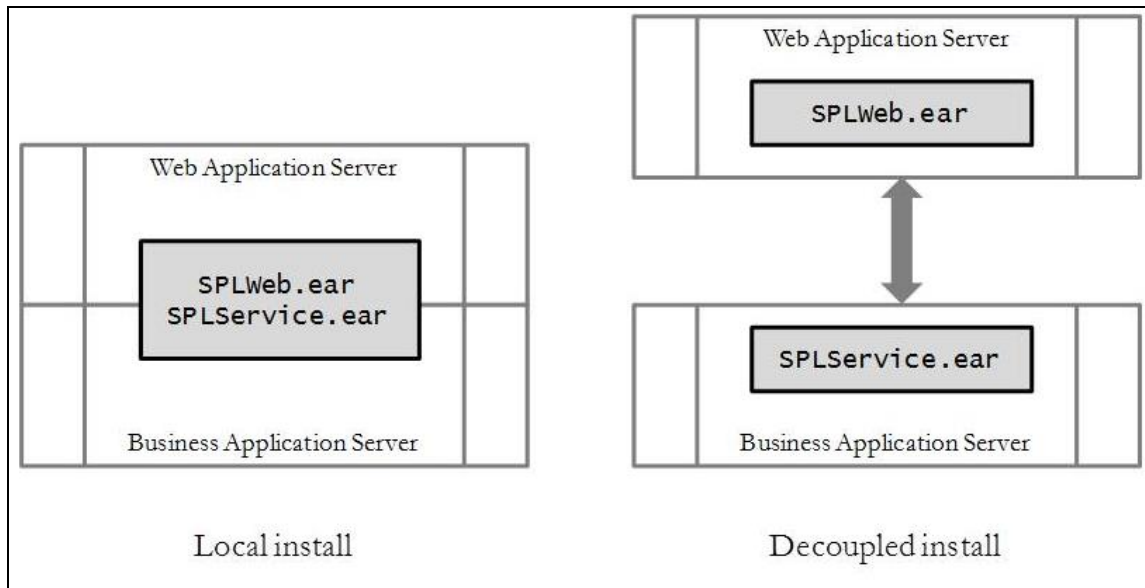 Web Application Server
SPLWeb.ear
SPLService.ear
Business Application Server
Local install
Web Application Server
SPLWeb.ear
SPLService.ear
Business Application Server
Decoupled install